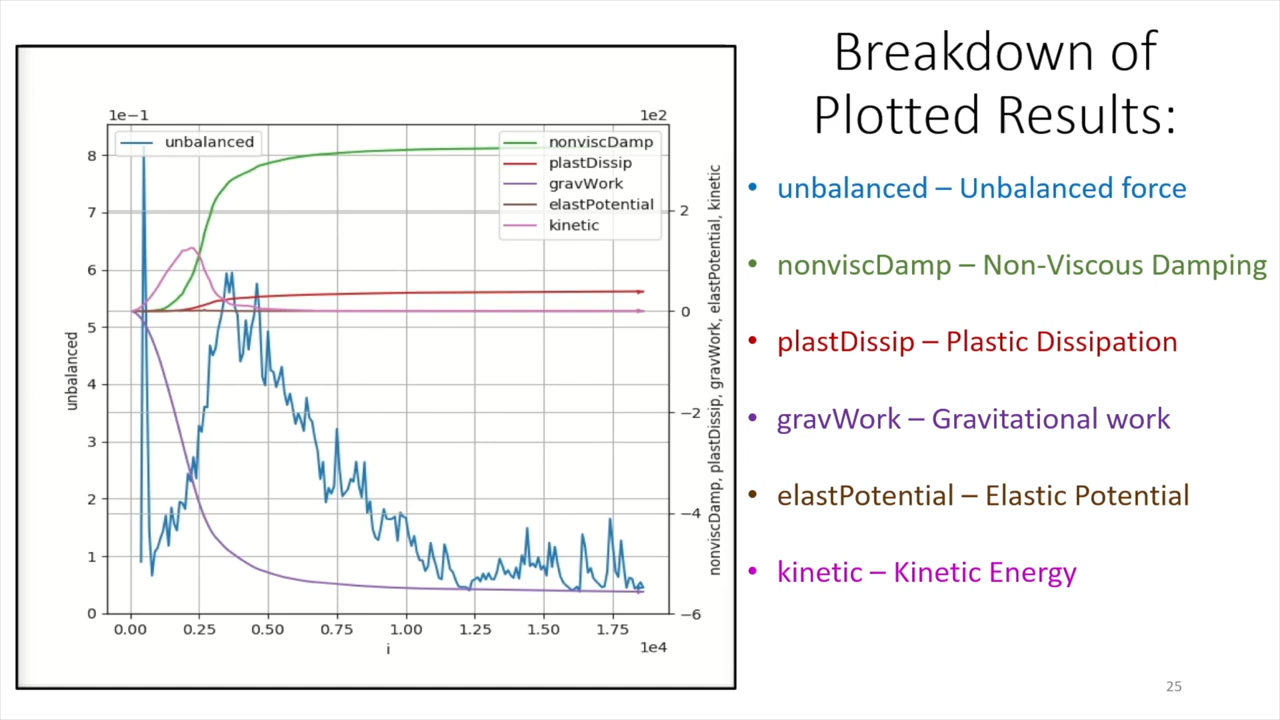 Breakdown of
Plotted Results:
1e−1
1e2
unbalanced
nonviscDamp
plastDissip
gravWork
elastPotential
kinetic
8
7
6
5
4
3
2
1
0
2
0
−2
−4
−6
unbalanced
nonviscDamp, plastDissip, gravWork, elastPotential, kinetic
0.00 0.25 0.50 0.75 1.00 1.25 1.50 1.75
i
1e4
• unbalanced – Unbalanced force
• nonviscDamp – Non-Viscous Damping
• plastDissip – Plastic Dissipation
• gravWork – Gravitational work
• elastPotential – Elastic Potential
• kinetic – Kinetic Energy
25